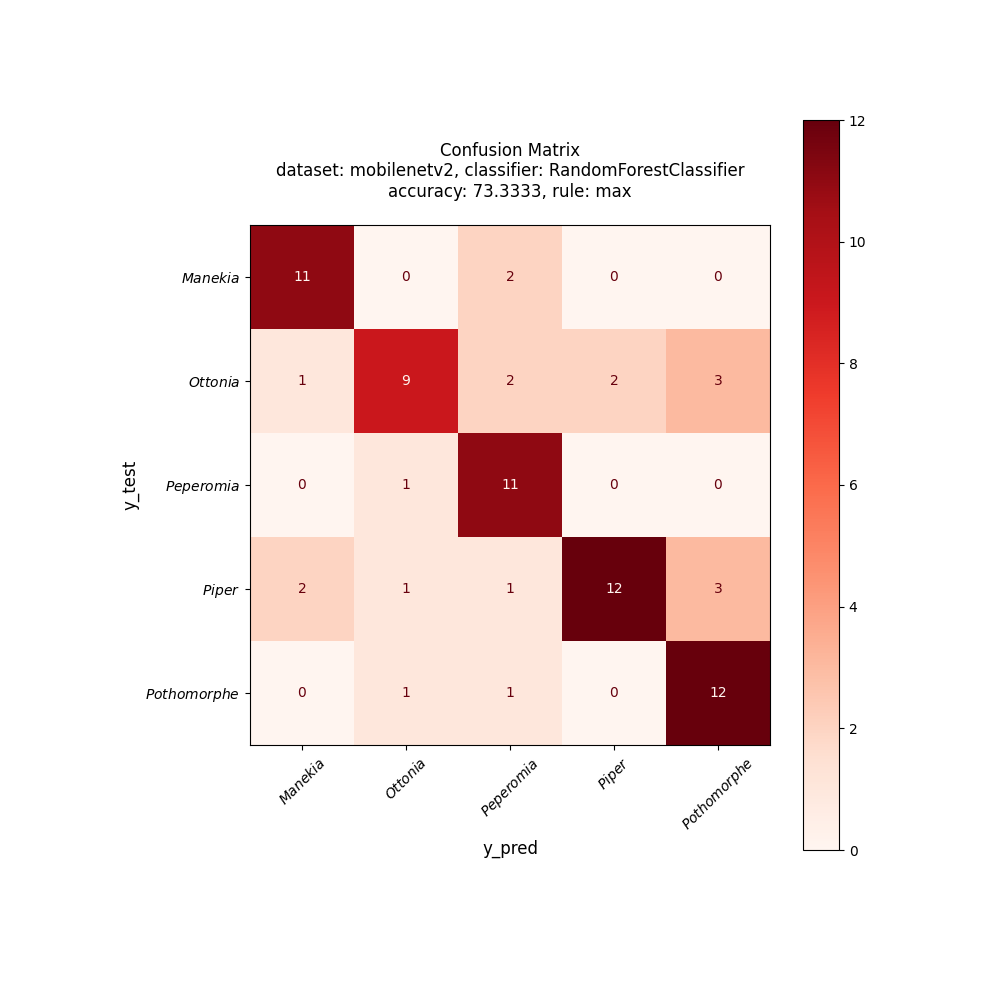 Confusion Matrix
dataset: mobilenetv2, classifier: RandomForestClassifier
accuracy: 73.3333, rule: max
y_test
Manekia 11 0 2 0 0
Ottonia 1 9 2 2 3
Peperomia 0 1 11 0 0
Piper 2 1 1 12 3
Pothomorphe 0 1 1 0 12
Manekia Ottonia Peperomia Piper Pothomorphe
y_pred
12
10
8
6
4
2
0